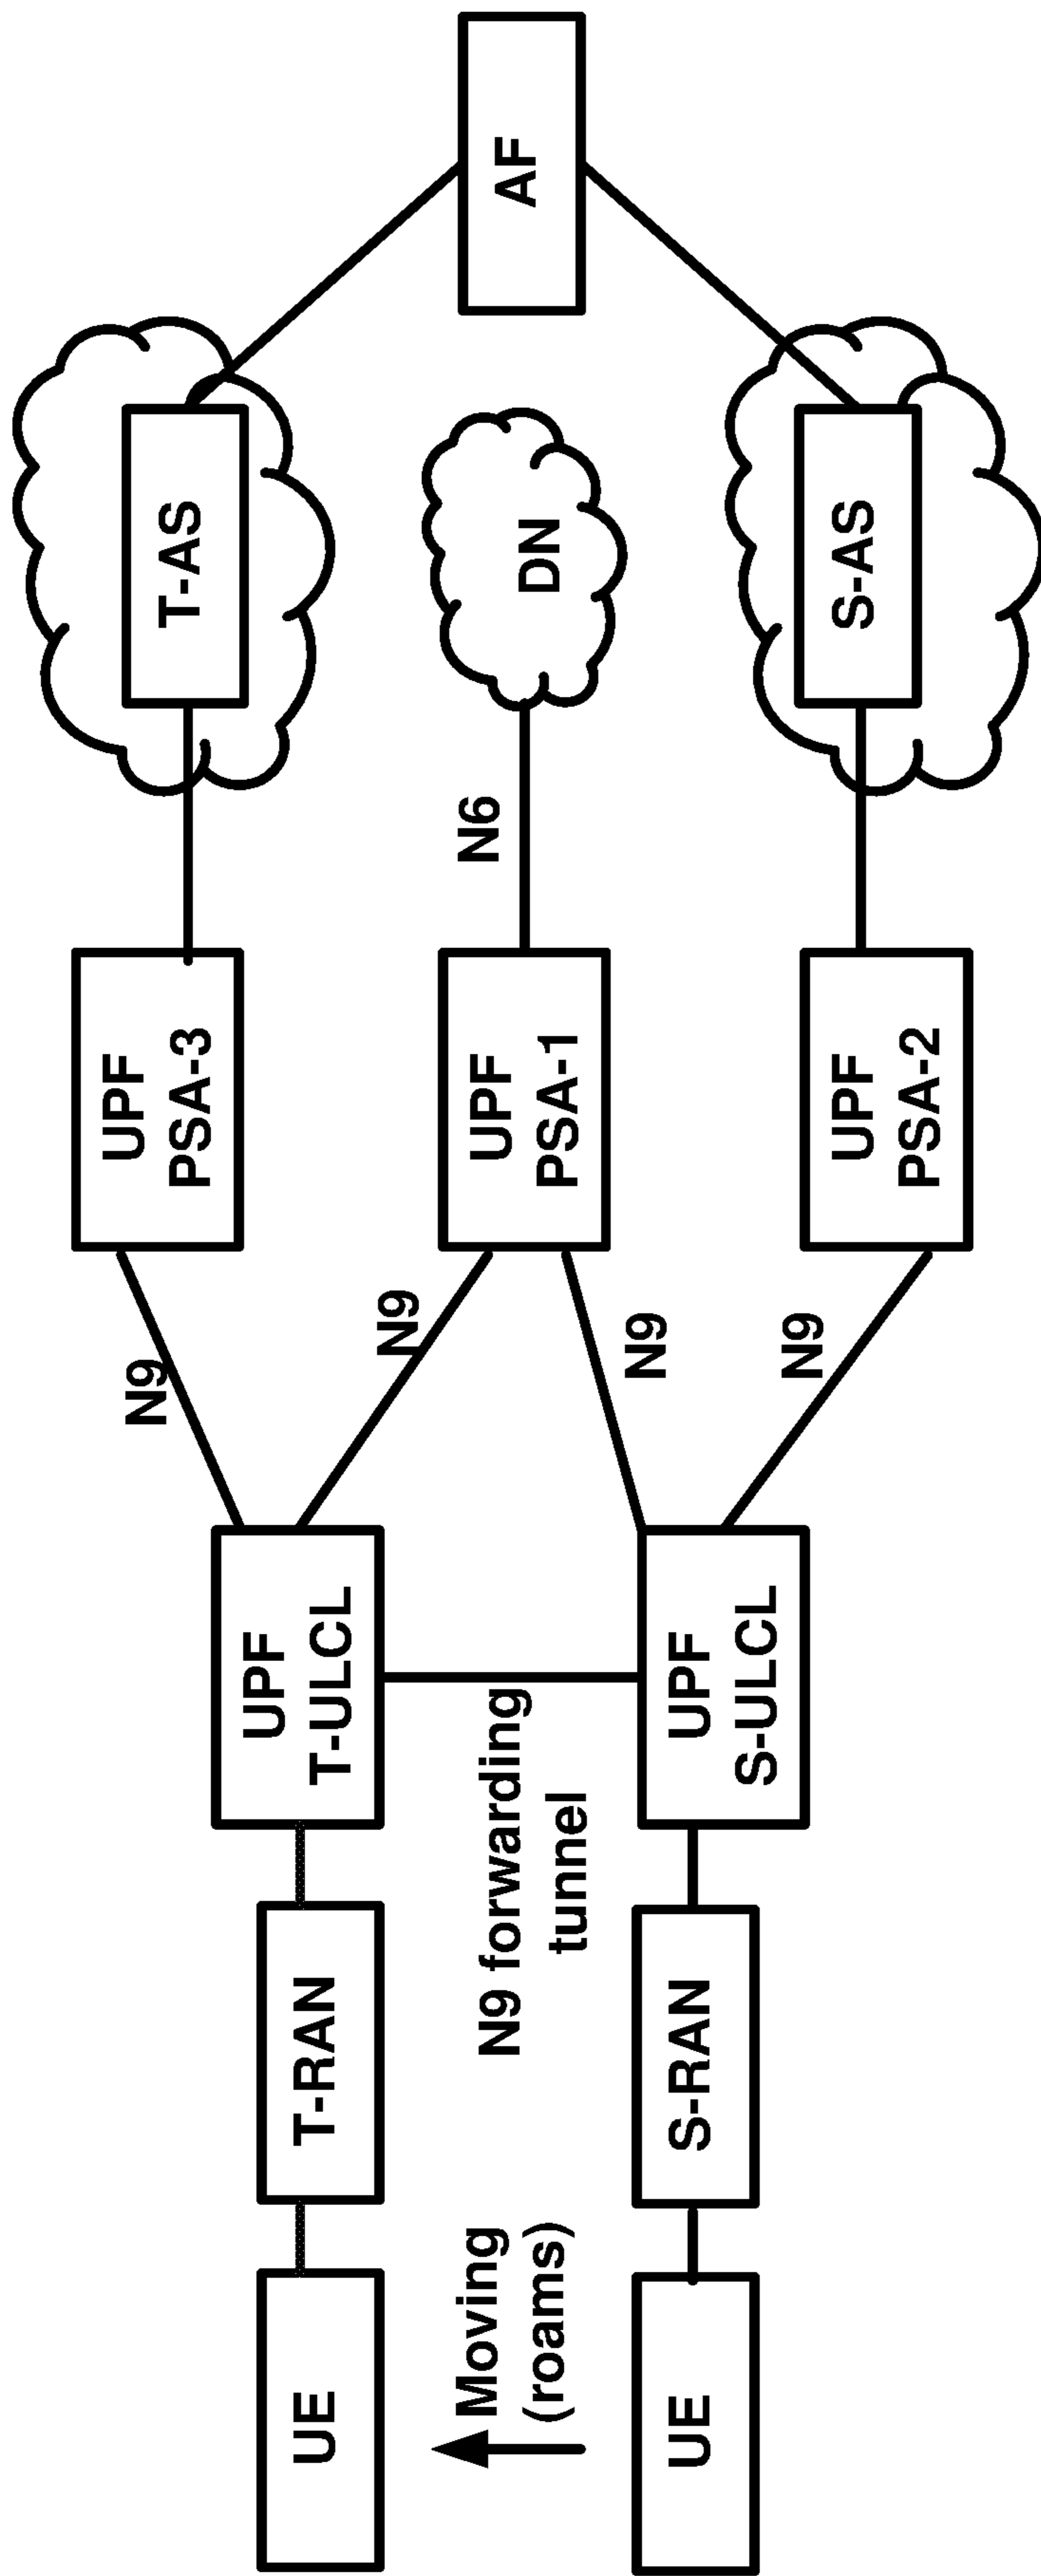 UE
T-RAN
UPF
T-ULCL
N9
N9
UPF
PSA-3
T-AS
Moving
(roams)
N9 forwarding
tunnel
UPF
PSA-1
N6
DN
AF
UE
S-RAN
UPF
S-ULCL
N9
N9
UPF
PSA-2
S-AS